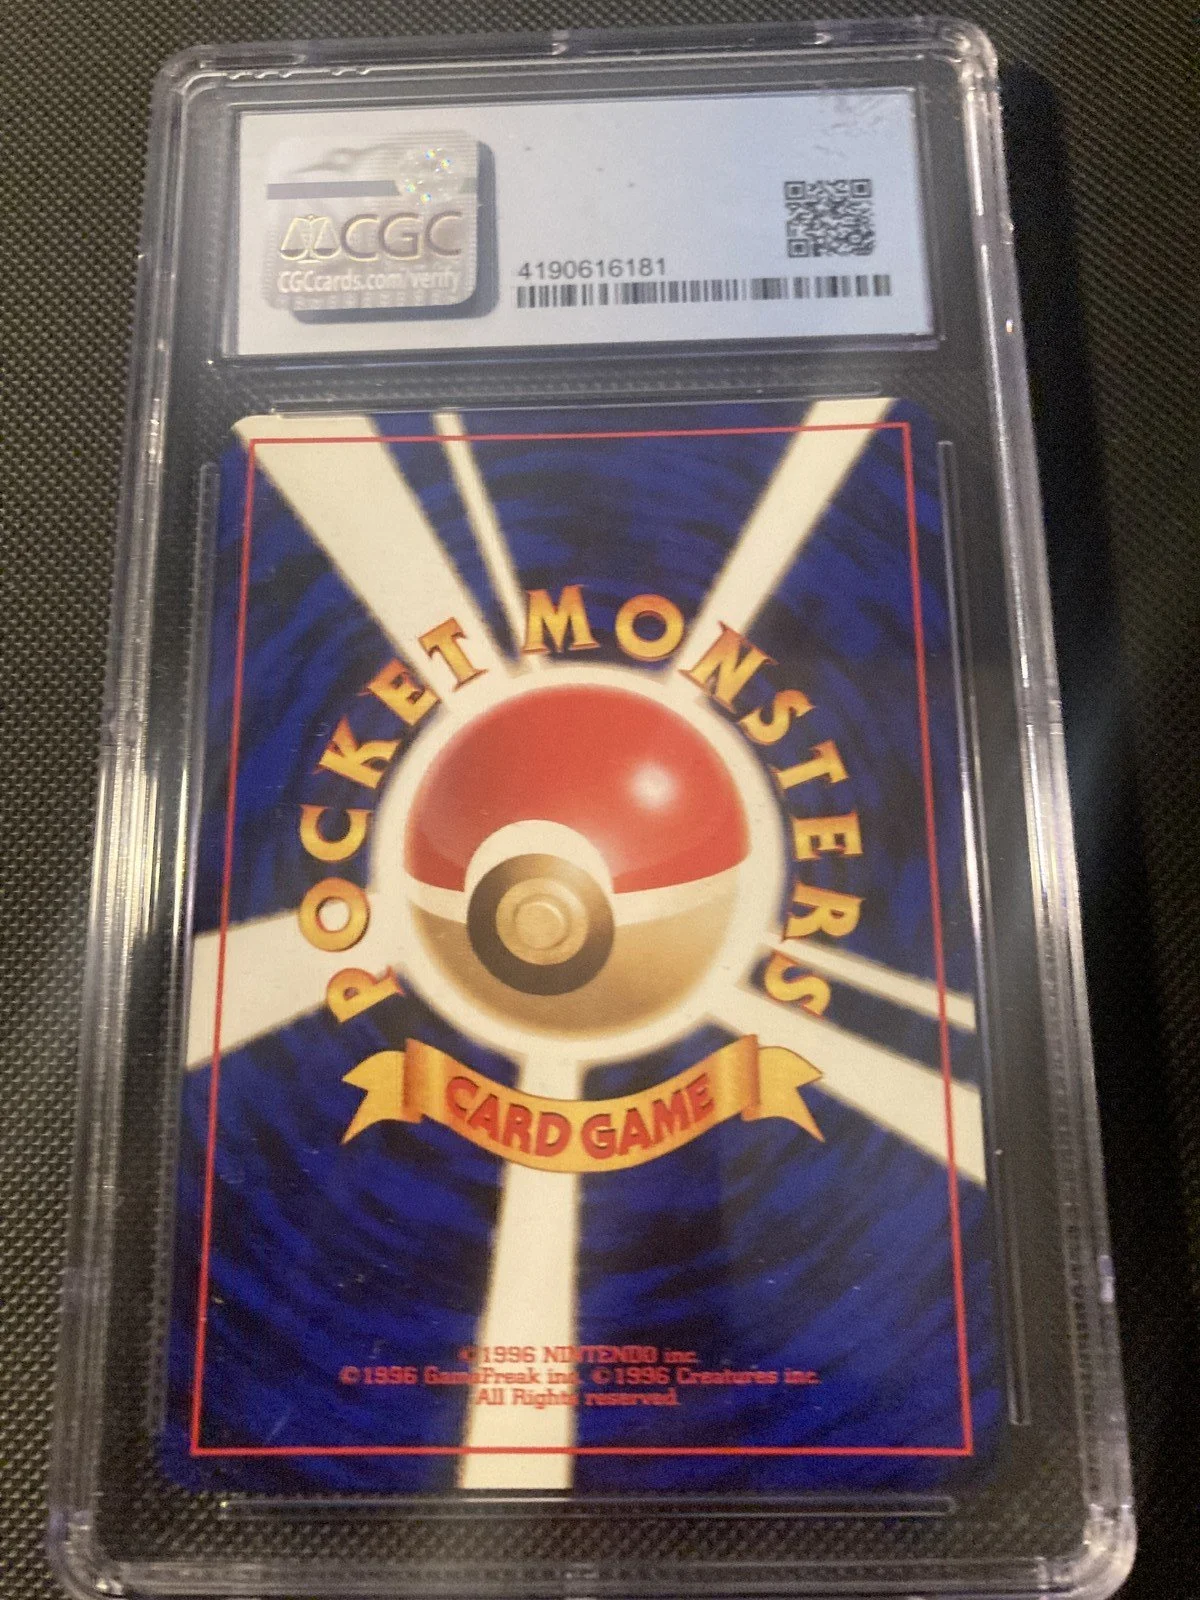 CGC
CGCcards.com/verify
4190616181
POCKET MONSTERS
CARD GAME
©1996 NINTENDO inc.
©1996 GameFreak inc. ©1996 Creatures inc.
All Rights reserved.